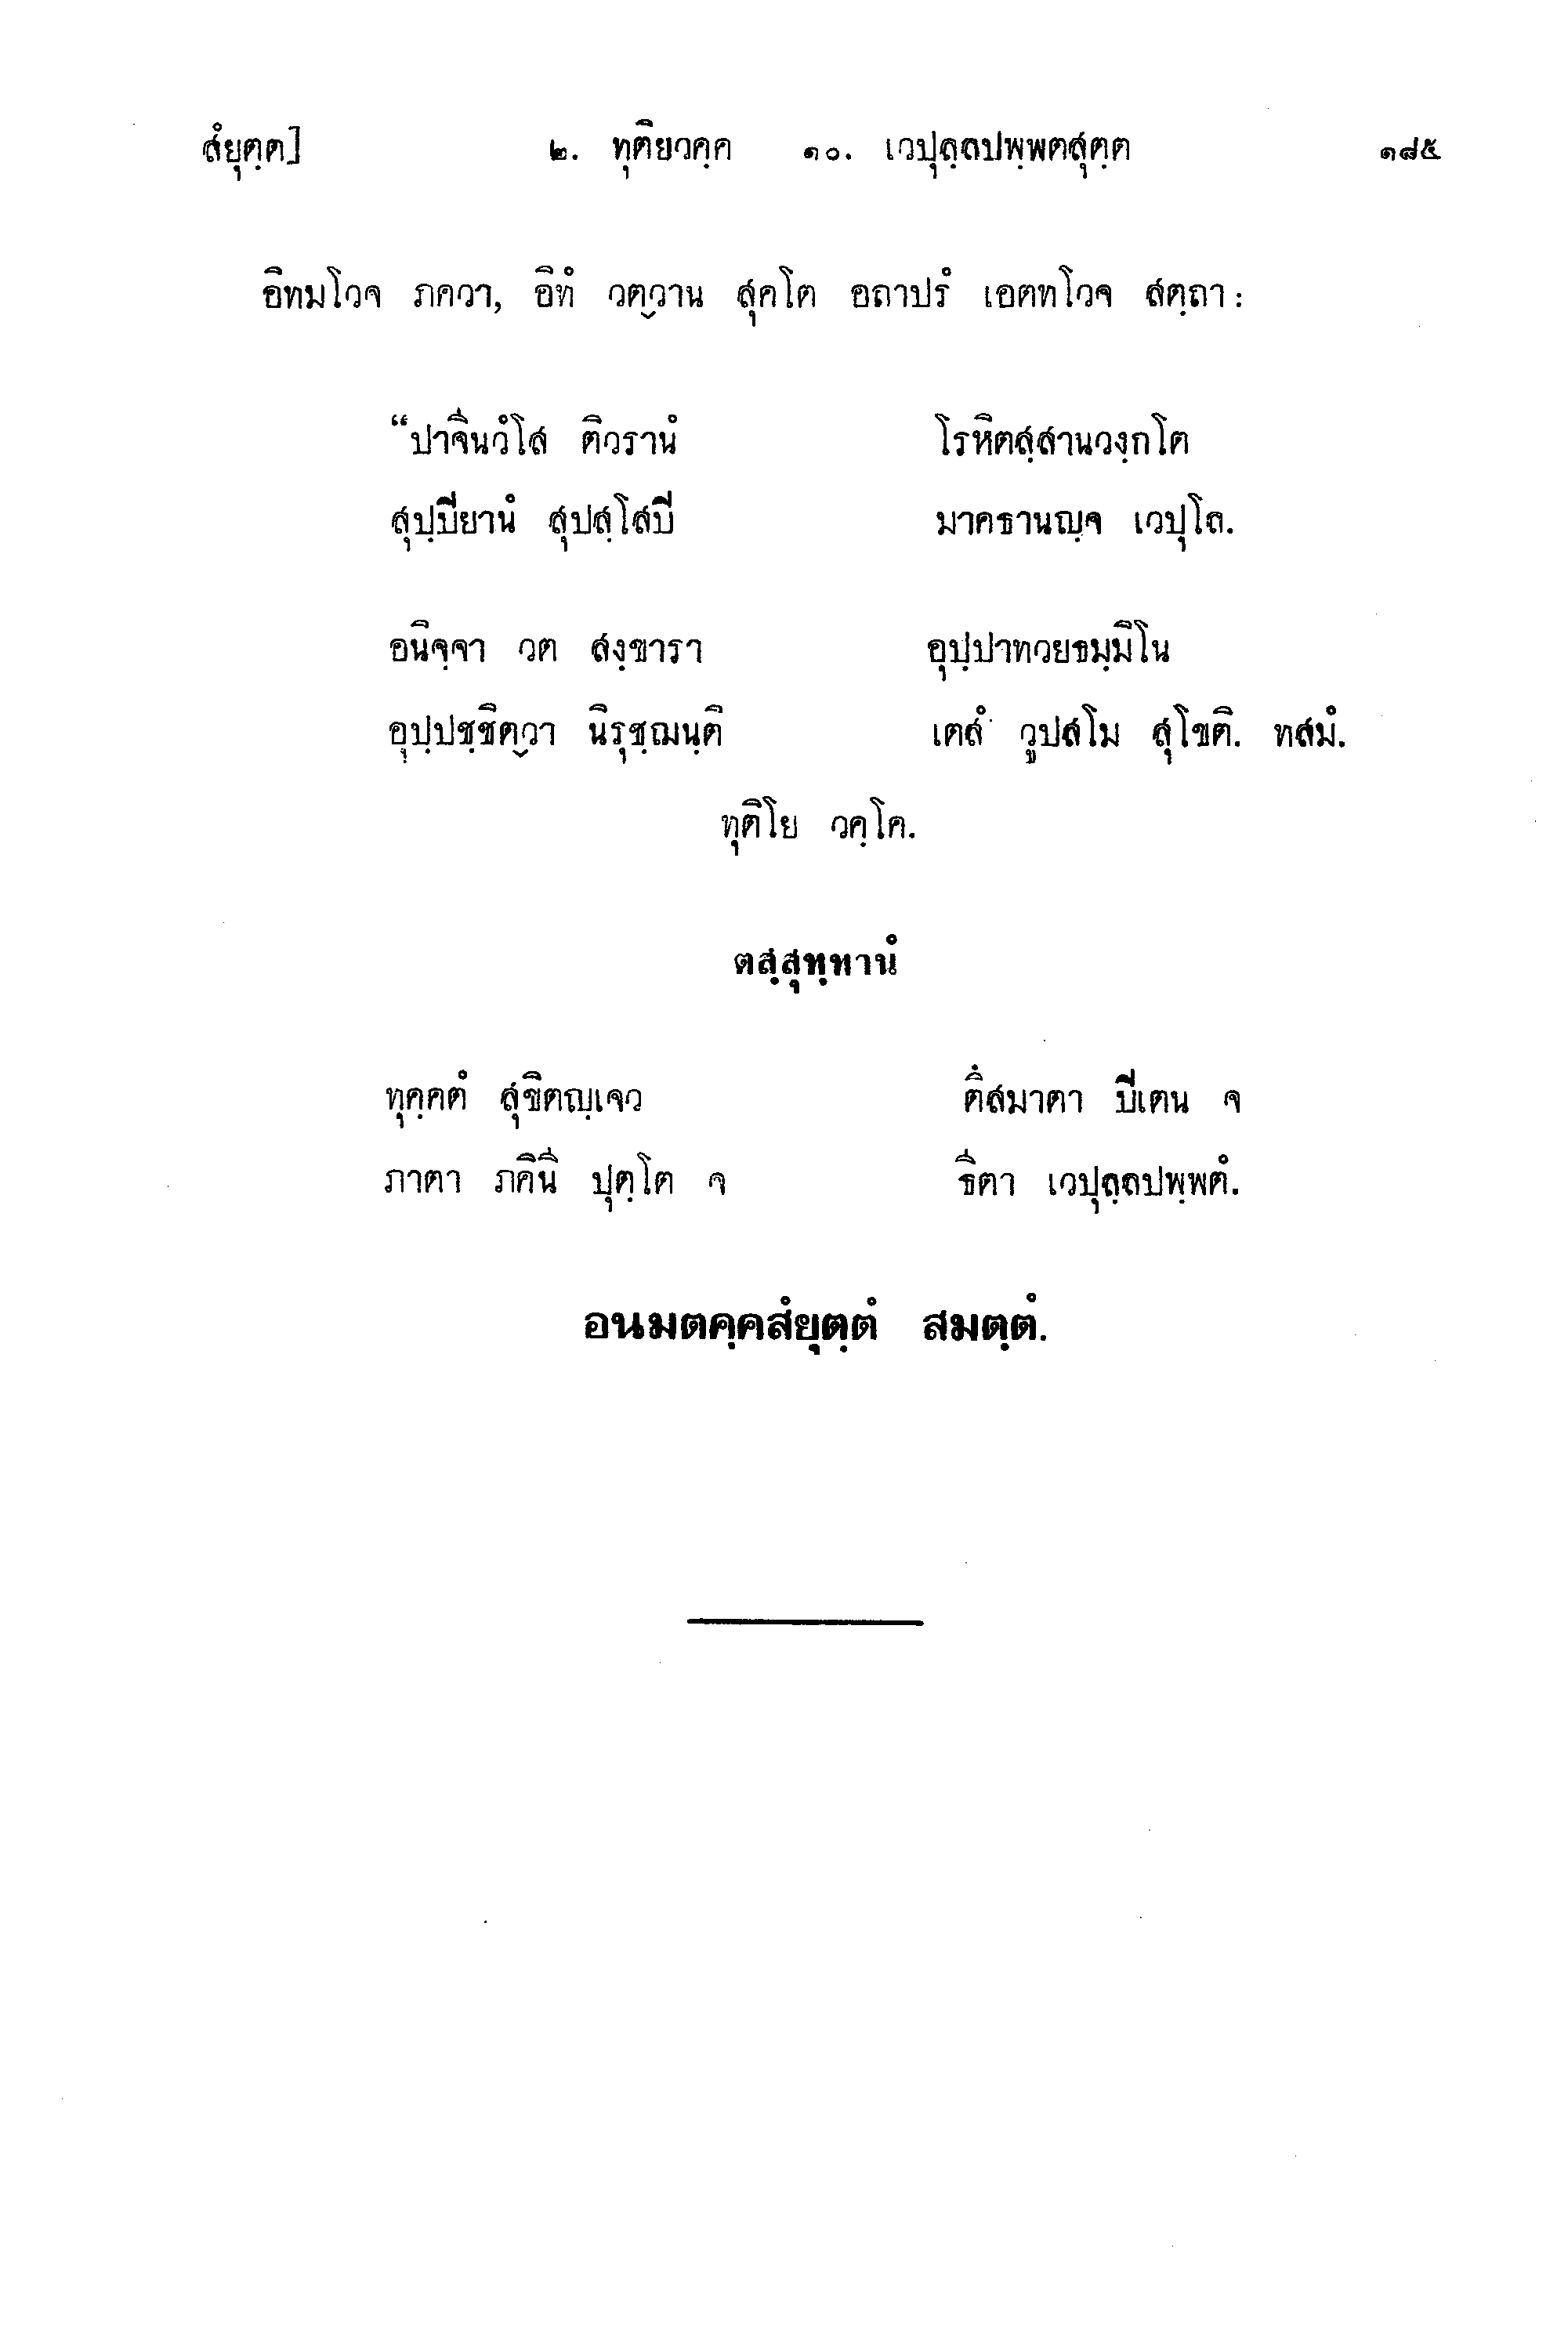 สํยุตฺต] ๒. ทุติยวคฺค ๑๐. เวปุลฺลปพฺพตสุตฺต ๑๘๕
อิทมโวจ ภควา, อิทํ วตฺวาน สุคโต อถาปรํ เอตทโวจ สตฺถา :
“ปาจีนวํโส ติวรานํ โรหิตสฺสานวงฺกโต
สุปฺปิยานํ สุปสฺโสปิ มาคธานญฺจ เวปุโล.
อนิจฺจา วต สงฺขารา อุปฺปาทวยธมฺมิโน
อุปฺปชฺชิตฺวา นิรุชฺฌนฺติ เตสํ วูปสโม สุโขติ. ทสมํ.
ทุติโย วคฺโค.
ตสฺสุทฺทานํ
ทุคฺคตํ สุขิตญฺเจว ตึสมาตา ปิเตน จ
ภาตา ภคินี ปุตฺโต จ ธีตา เวปุลฺลปพฺพตํ.
อนมตคฺคสํยุตฺตํ สมตฺตํ.